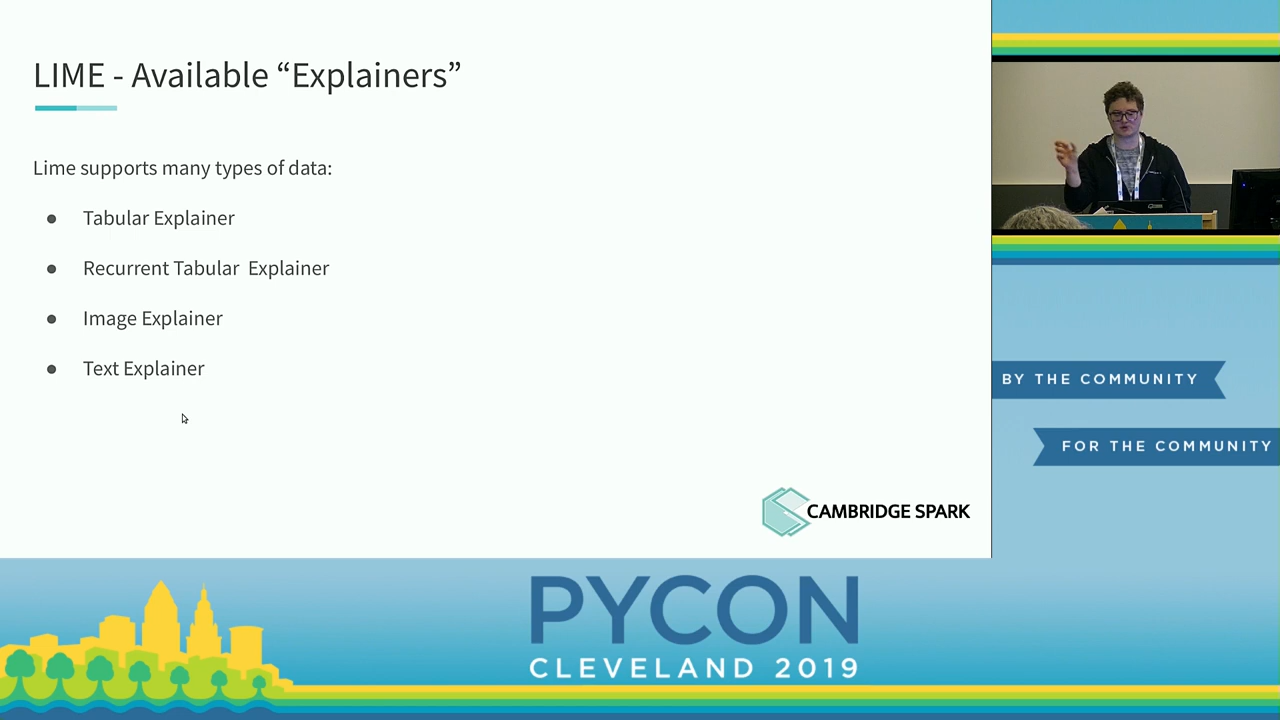 LIME - Available “Explainers”
Lime supports many types of data:
● Tabular Explainer
● Recurrent Tabular  Explainer
● Image Explainer
● Text Explainer
CAMBRIDGE SPARK
BY THE COMMUNITY
FOR THE COMMUNITY
PYCON
CLEVELAND 2019